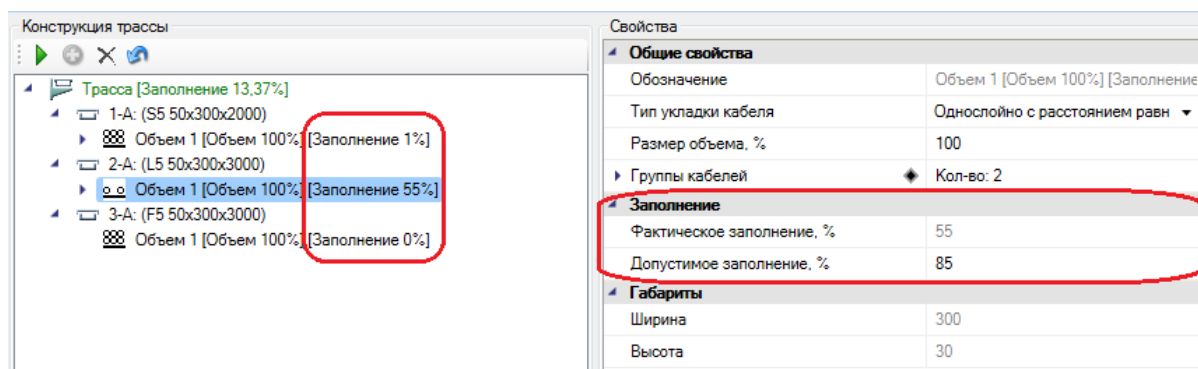 Конструкция трассы
Трасса [Заполнение 13,37%]
1-А: (S5 50x300x2000)
Объем 1 [Объем 100%] [Заполнение 1%]
2-А: (L5 50x300x3000)
Объем 1 [Объем 100%] [Заполнение 55%]
3-А: (F5 50x300x3000)
Объем 1 [Объем 100%] [Заполнение 0%]
Свойства
Общие свойства
Обозначение Объем 1 [Объем 100%] [Заполнение
Тип укладки кабеля Однослойно с расстоянием равн
Размер объема, % 100
Группы кабелей Кол-во: 2
Заполнение
Фактическое заполнение, % 55
Допустимое заполнение, % 85
Габариты
Ширина 300
Высота 30